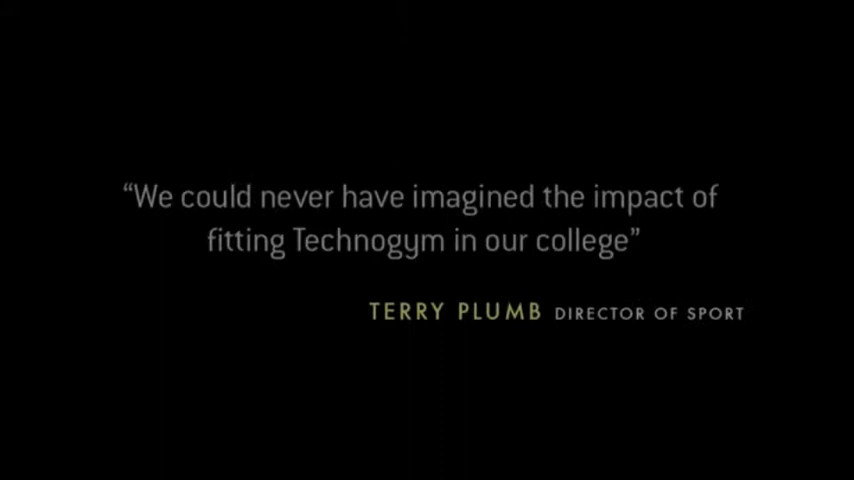 “We could never have imagined the impact of
fitting Technogym in our college”
TERRY PLUMB DIRECTOR OF SPORT